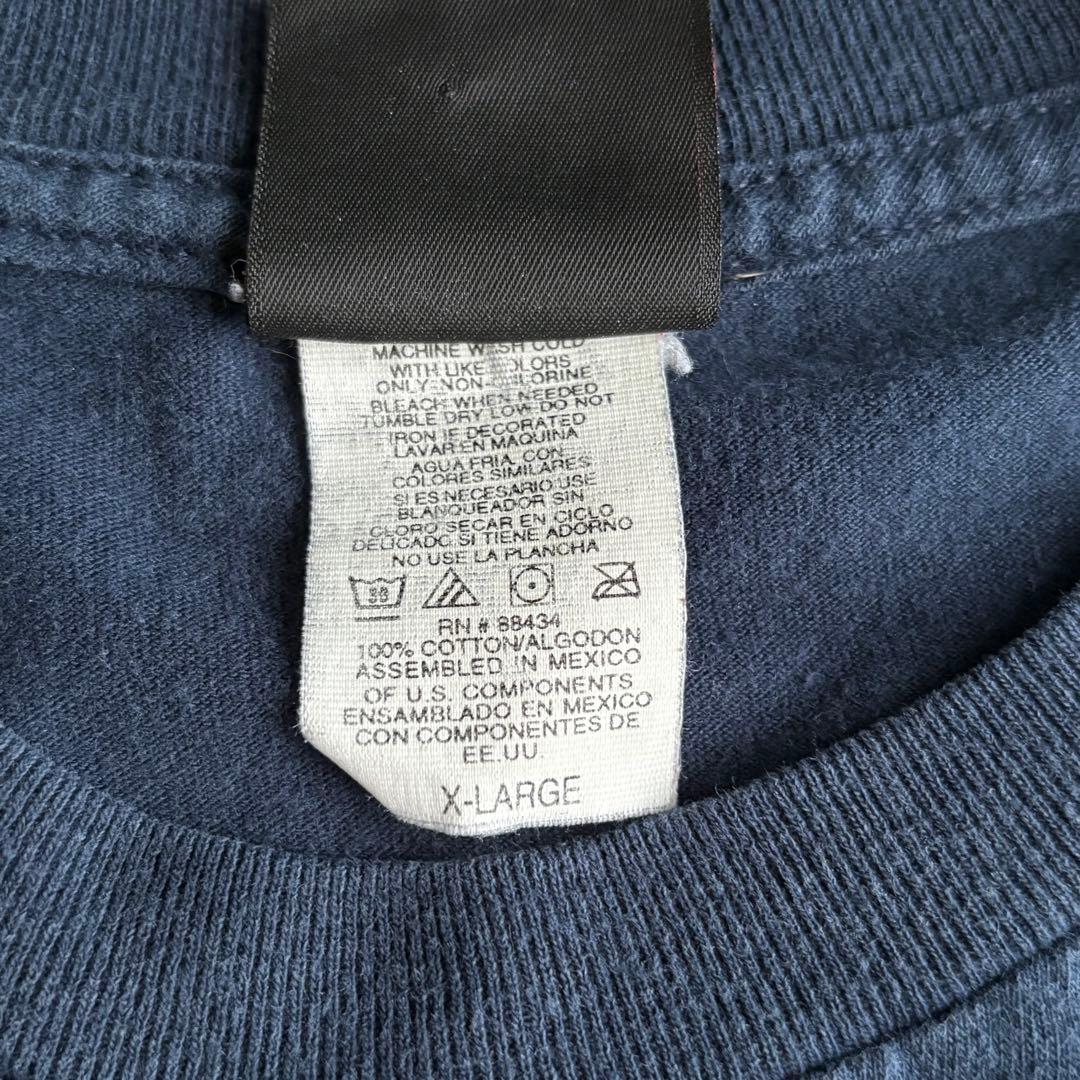 MACHINE WASH COLD
WITH LIKE COLORS
ONLY NON-CHLORINE
BLEACH WHEN NEEDED
TUMBLE DRY LOW DO NOT
IRON IF DECORATED
LAVAR EN MAQUINA
AGUA FRIA CON
COLORES SIMILARES
SI ES NECESARIO USE
BLANQUEADOR SIN
CLORO SECAR EN CICLO
DELICADO SI TIENE ADORNO
NO USE LA PLANCHA
RN # 88434
100% COTTON/ALGODON
ASSEMBLED IN MEXICO
OF U.S. COMPONENTS
ENSAMBLADO EN MEXICO
CON COMPONENTES DE
EE.UU.
X-LARGE